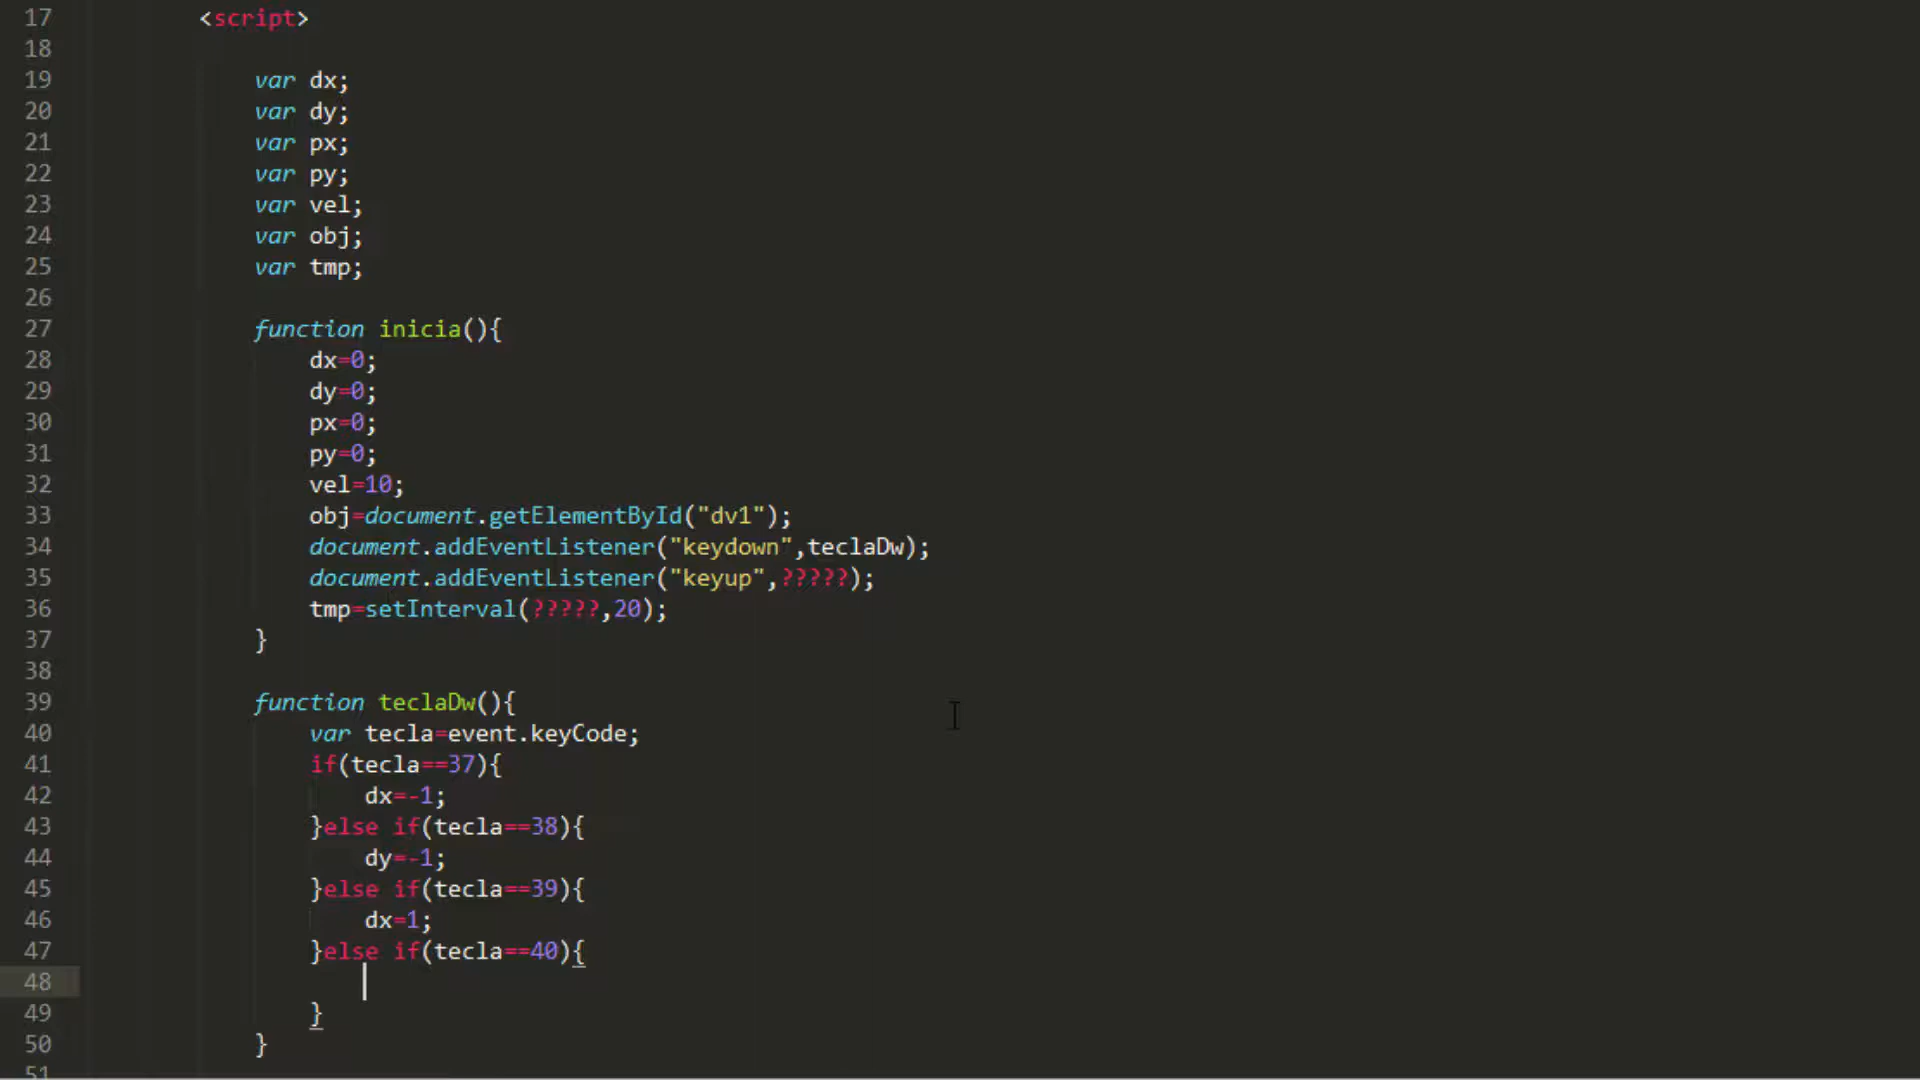 17 <script>
18
19 var dx;
20 var dy;
21 var px;
22 var py;
23 var vel;
24 var obj;
25 var tmp;
26
27 function inicia(){
28 dx=0;
29 dy=0;
30 px=0;
31 py=0;
32 vel=10;
33 obj=document.getElementById("dv1");
34 document.addEventListener("keydown",teclaDw);
35 document.addEventListener("keyup",?????);
36 tmp=setInterval(?????,20);
37 }
38
39 function teclaDw(){
40 var tecla=event.keyCode;
41 if(tecla==37){
42 dx=-1;
43 }else if(tecla==38){
44 dy=-1;
45 }else if(tecla==39){
46 dx=1;
47 }else if(tecla==40){
48
49 }
50 }
51